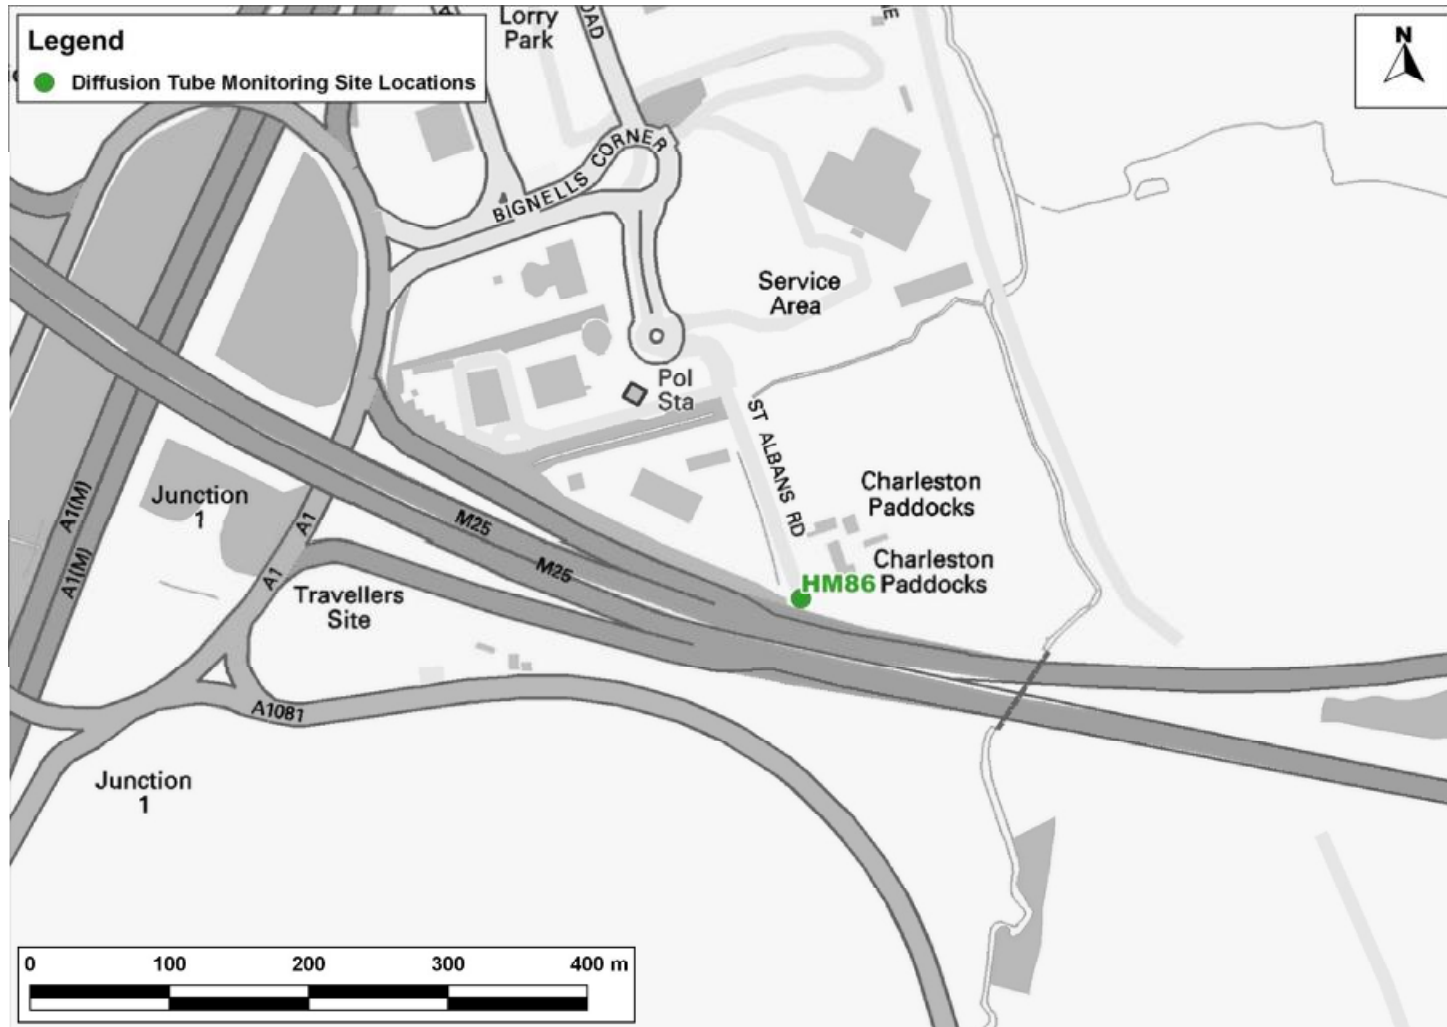 Legend
Diffusion Tube Monitoring Site Locations
N
Lorry
Park
OAD
BIGNELLS CORNER
Service
Area
Pol
Sta
ST ALBANS RD
Charleston
Paddocks
Charleston
Paddocks
HM86
Junction
1
A1(M)
A1(M)
A1
A1
M25
M25
Travellers
Site
A1081
Junction
1
0 100 200 300 400 m